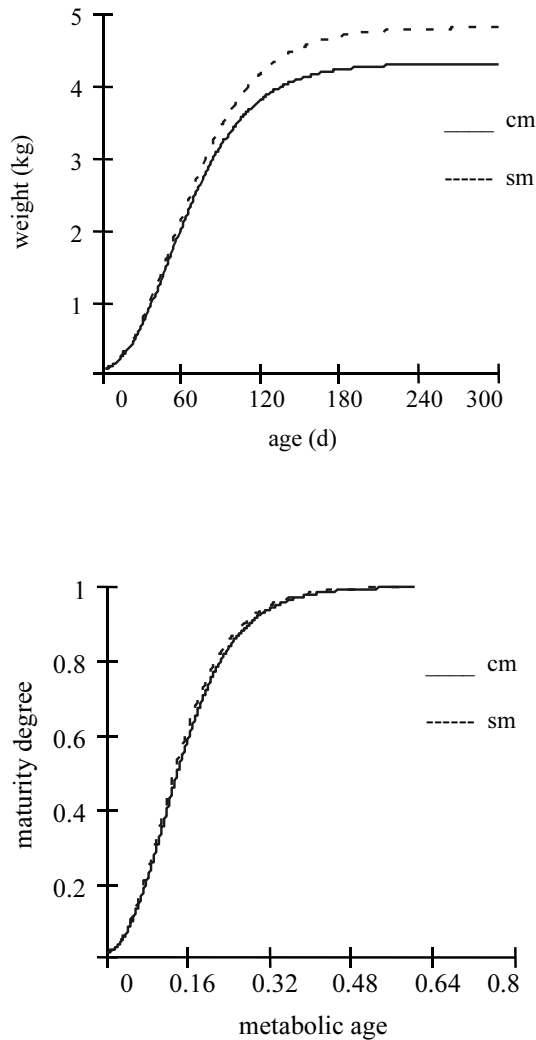 5
4
3
2
1
weight (kg)
cm
sm
0 60 120 180 240 300
age (d)
1
0.8
0.6
0.4
0.2
maturity degree
cm
sm
0 0.16 0.32 0.48 0.64 0.8
metabolic age